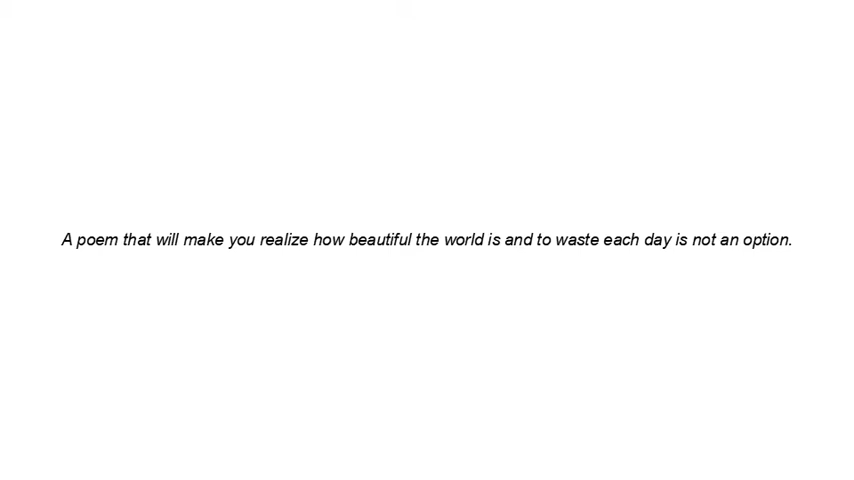 A poem that will make you realize how beautiful the world is and to waste each day is not an option.